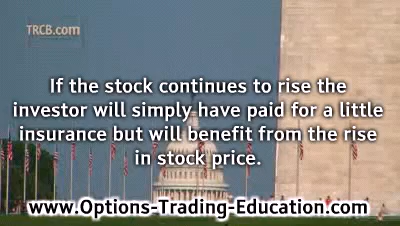 TRCB.com
If the stock continues to rise the
investor will simply have paid for a little
insurance but will benefit from the rise
in stock price.
www.Options-Trading-Education.com